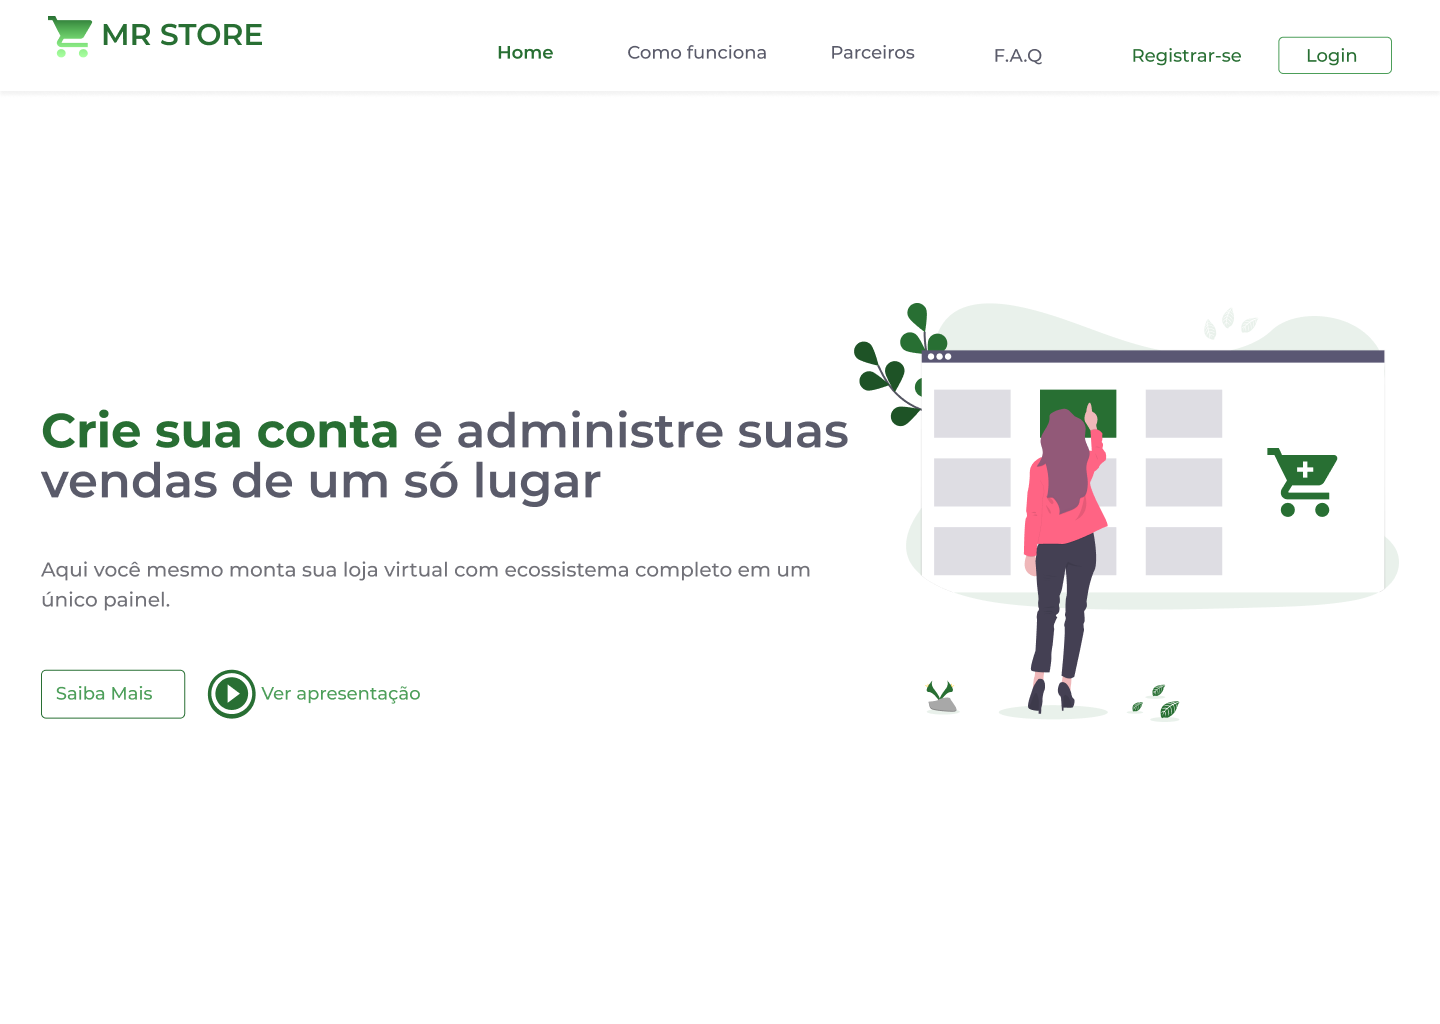 MR STORE
Home
Como funciona
Parceiros
F.A.Q
Registrar-se
Login
Crie sua conta e administre suas
vendas de um só lugar
Aqui você mesmo monta sua loja virtual com ecossistema completo em um
único painel.
Saiba Mais
Ver apresentação